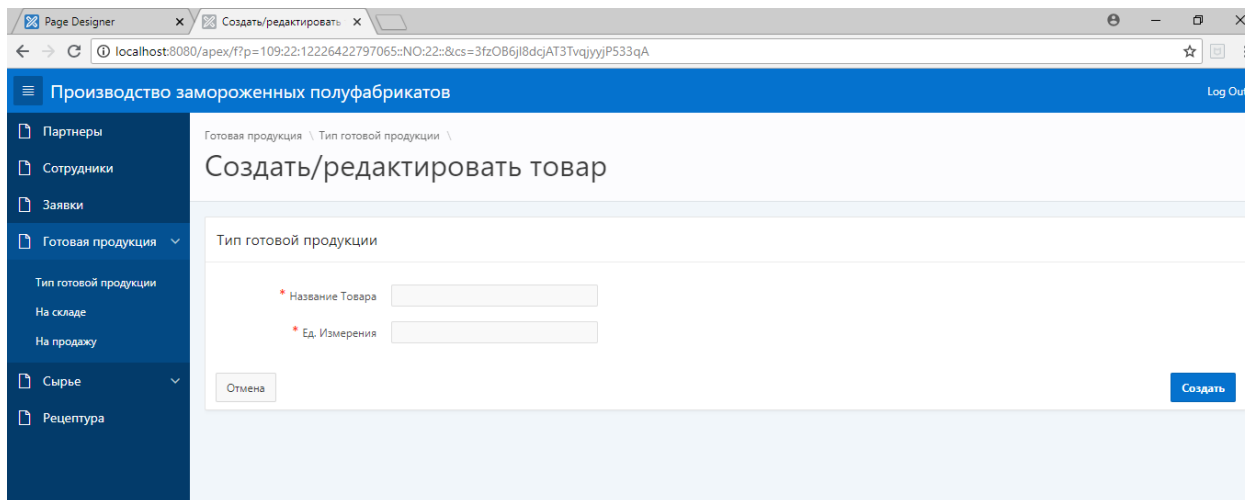 Page Designer
Создать/редактировать
localhost:8080/apex/f?p=109:22:12226422797065::NO:22::&cs=3fzOB6jI8dcjAT3TvqjyyjP533qA
Производство замороженных полуфабрикатов
Log Out
Партнеры
Сотрудники
Заявки
Готовая продукция
Тип готовой продукции
На складе
На продажу
Сырье
Рецептура
Готовая продукция \ Тип готовой продукции \
Создать/редактировать товар
Тип готовой продукции
* Название Товара
* Ед. Измерения
Отмена
Создать